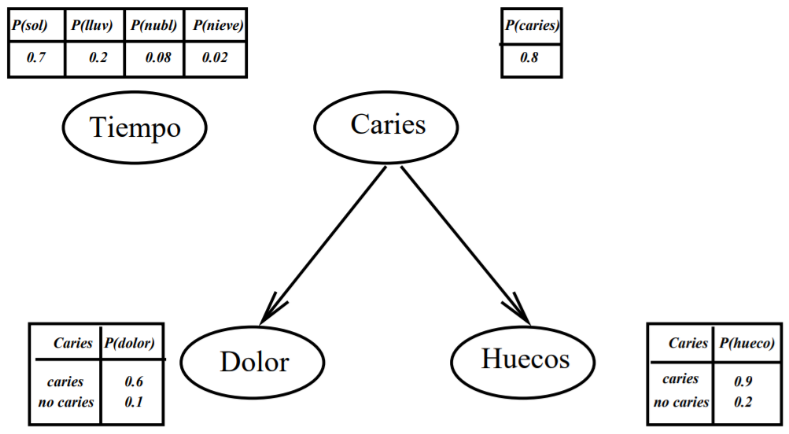 P(sol) P(lluv) P(nubl) P(nieve)
0.7 0.2 0.08 0.02
P(caries)
0.8
Tiempo
Caries
Caries P(dolor)
caries 0.6
no caries 0.1
Dolor
Huecos
Caries P(hueco)
caries 0.9
no caries 0.2